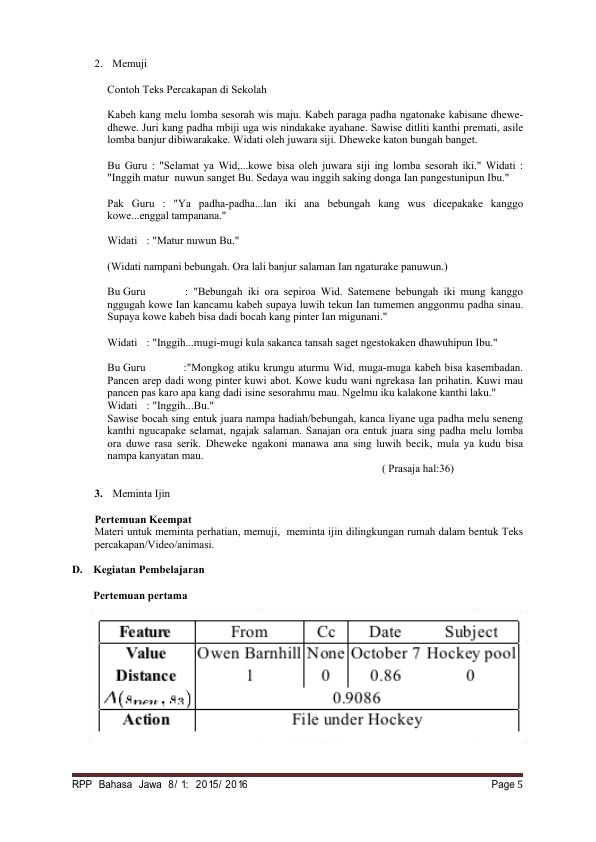 2. Memuji
Contoh Teks Percakapan di Sekolah
Kabeh kang melu lomba sesorah wis maju. Kabeh paraga padha ngatonake kabisane dhewe-
dhewe. Juri kang padha mbiji uga wis nindakake ayahane. Sawise ditliti kanthi premati, asile
lomba banjur dibiwarakake. Widati oleh juwara siji. Dheweke katon bungah banget.
Bu Guru : "Selamat ya Wid,...kowe bisa oleh juwara siji ing lomba sesorah iki." Widati :
"Inggih matur nuwun sanget Bu. Sedaya wau inggih saking donga Ian pangestunipun Ibu."
Pak Guru : "Ya padha-padha...lan iki ana bebungah kang wus dicepakake kanggo
kowe...enggal tampanana."
Widati : "Matur nuwun Bu."
(Widati nampani bebungah. Ora lali banjur salaman Ian ngaturake panuwun.)
Bu Guru : "Bebungah iki ora sepiroa Wid. Satemene bebungah iki mung kanggo
nggugah kowe Ian kancamu kabeh supaya luwih tekun Ian tumemen anggonmu padha sinau.
Supaya kowe kabeh bisa dadi bocah kang pinter Ian migunani."
Widati : "Inggih...mugi-mugi kula sakanca tansah saget ngestokaken dhawuhipun Ibu."
Bu Guru :"Mongkog atiku krungu aturmu Wid, muga-muga kabeh bisa kasembadan.
Pancen arep dadi wong pinter kuwi abot. Kowe kudu wani ngrekasa Ian prihatin. Kuwi mau
pancen pas karo apa kang dadi isine sesorahmu mau. Ngelmu iku kalakone kanthi laku."
Widati : "Inggih...Bu."
Sawise bocah sing entuk juara nampa hadiah/bebungah, kanca liyane uga padha melu seneng
kanthi ngucapake selamat, ngajak salaman. Sanajan ora entuk juara sing padha melu lomba
ora duwe rasa serik. Dheweke ngakoni manawa ana sing luwih becik, mula ya kudu bisa
nampa kanyatan mau.
( Prasaja hal:36)
3. Meminta Ijin
Pertemuan Keempat
Materi untuk meminta perhatian, memuji, meminta ijin dilingkungan rumah dalam bentuk Teks
percakapan/Video/animasi.
D. Kegiatan Pembelajaran
Pertemuan pertama
Feature From Cc Date Subject
Value Owen Barnhill None October 7 Hockey pool
Distance 1 0 0.86 0
Λ(snew, s3) 0.9086
Action File under Hockey
RPP Bahasa Jawa 8/ 1: 2015/ 2016 Page 5